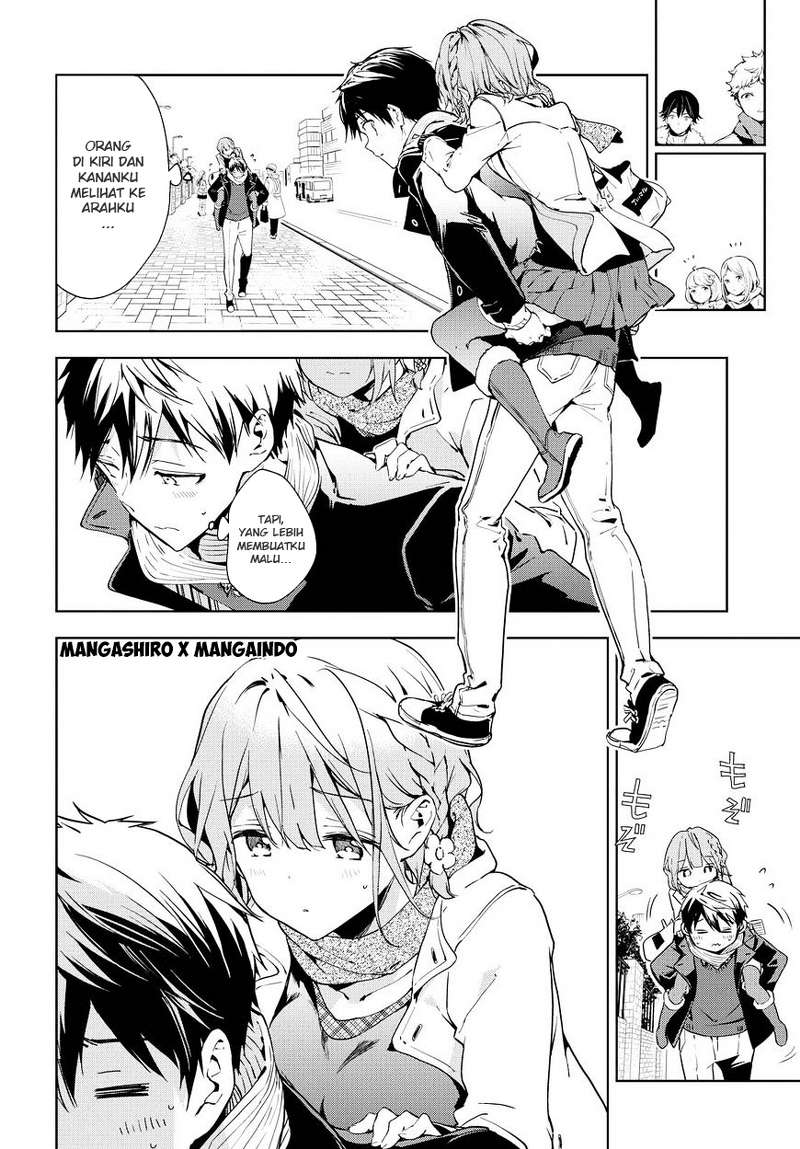 ORANG
DI KIRI DAN
KANANKU
MELIHAT KE
ARAHKU
...
TAPI,
YANG LEBIH
MEMBUATKU
MALU...
MANGASHIRO X MANGAINDO
もぞ
もぞ